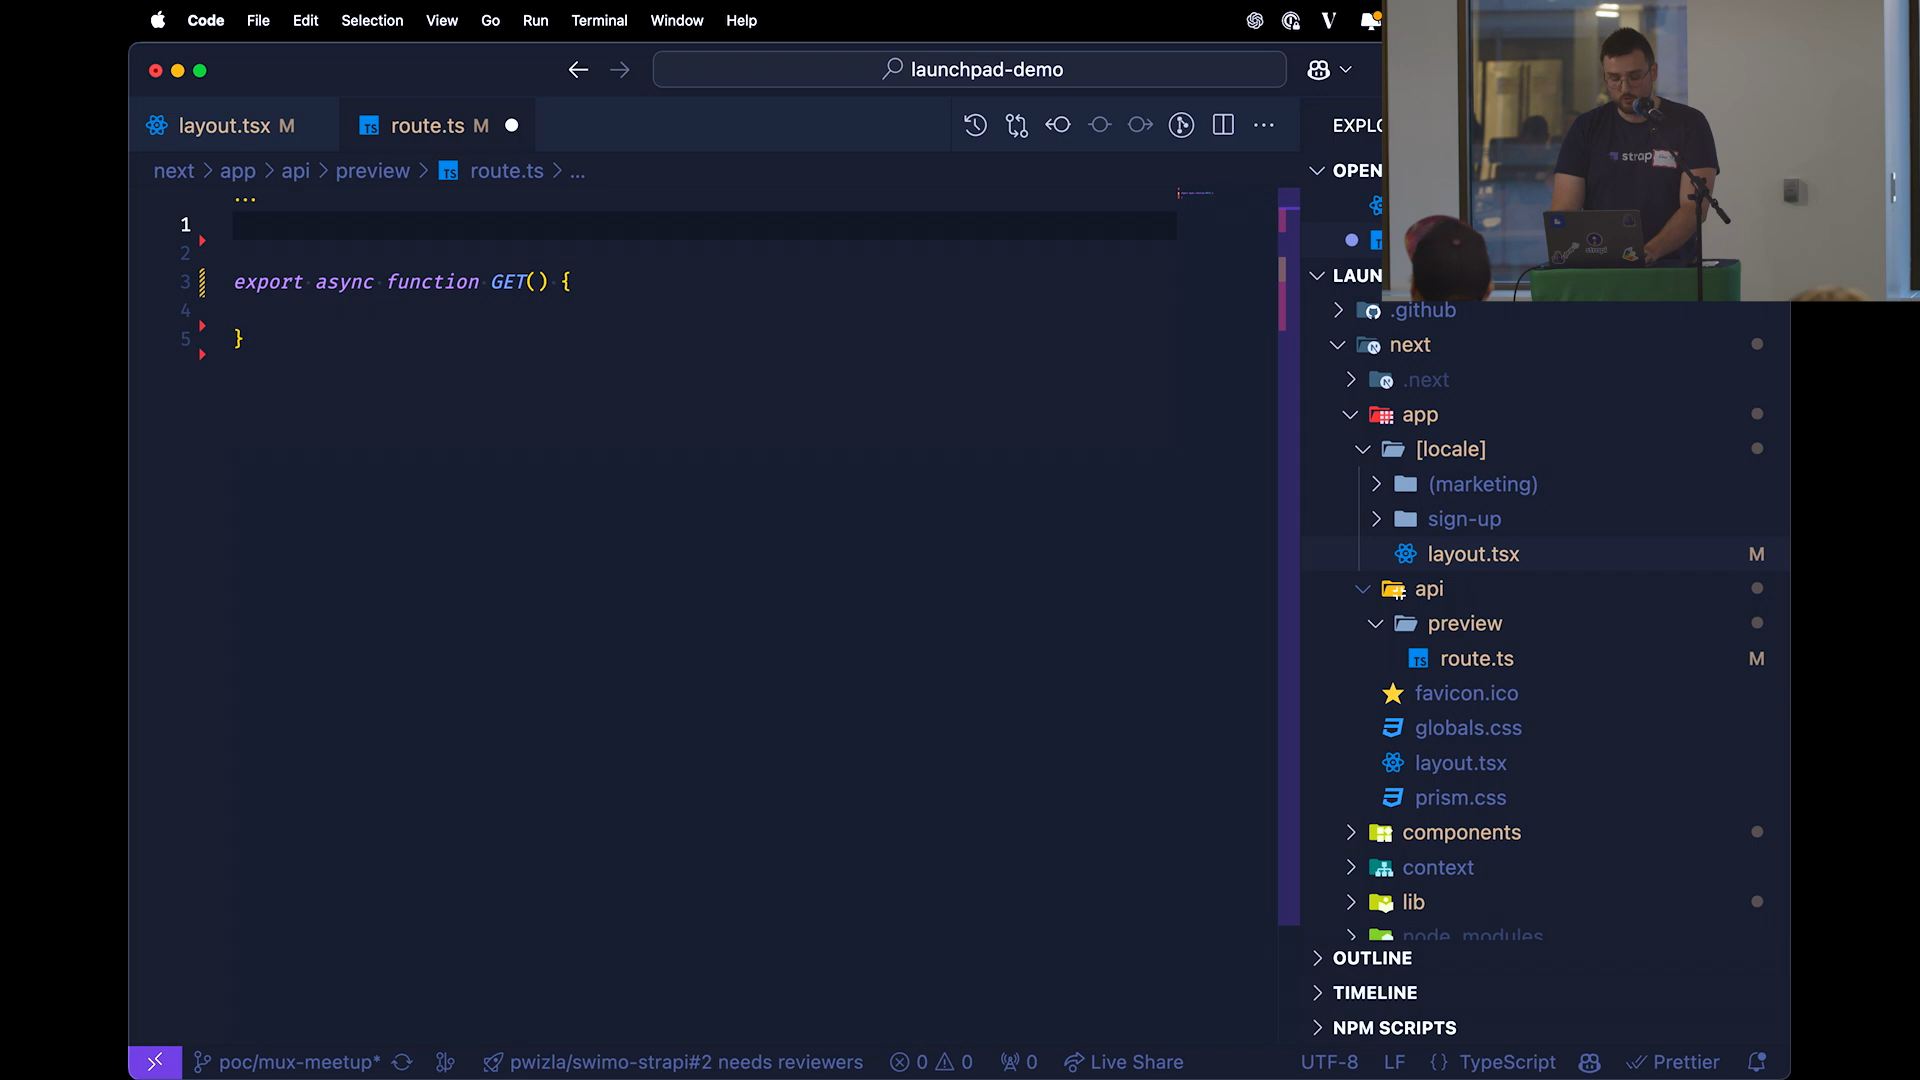 Code File Edit Selection View Go Run Terminal Window Help
launchpad-demo
layout.tsx M
route.ts M
EXPLO
next > app > api > preview > TS route.ts > ...
OPEN
...
1
2
3 export async function GET() {
4
5 }
LAUN
.github
next
.next
app
[locale]
(marketing)
sign-up
layout.tsx M
api
preview
route.ts M
favicon.ico
globals.css
layout.tsx
prism.css
components
context
lib
node_modules
OUTLINE
TIMELINE
NPM SCRIPTS
poc/mux-meetup* pwizla/swimo-strapi#2 needs reviewers 0 0 0 Live Share UTF-8 LF {} TypeScript Prettier
strap